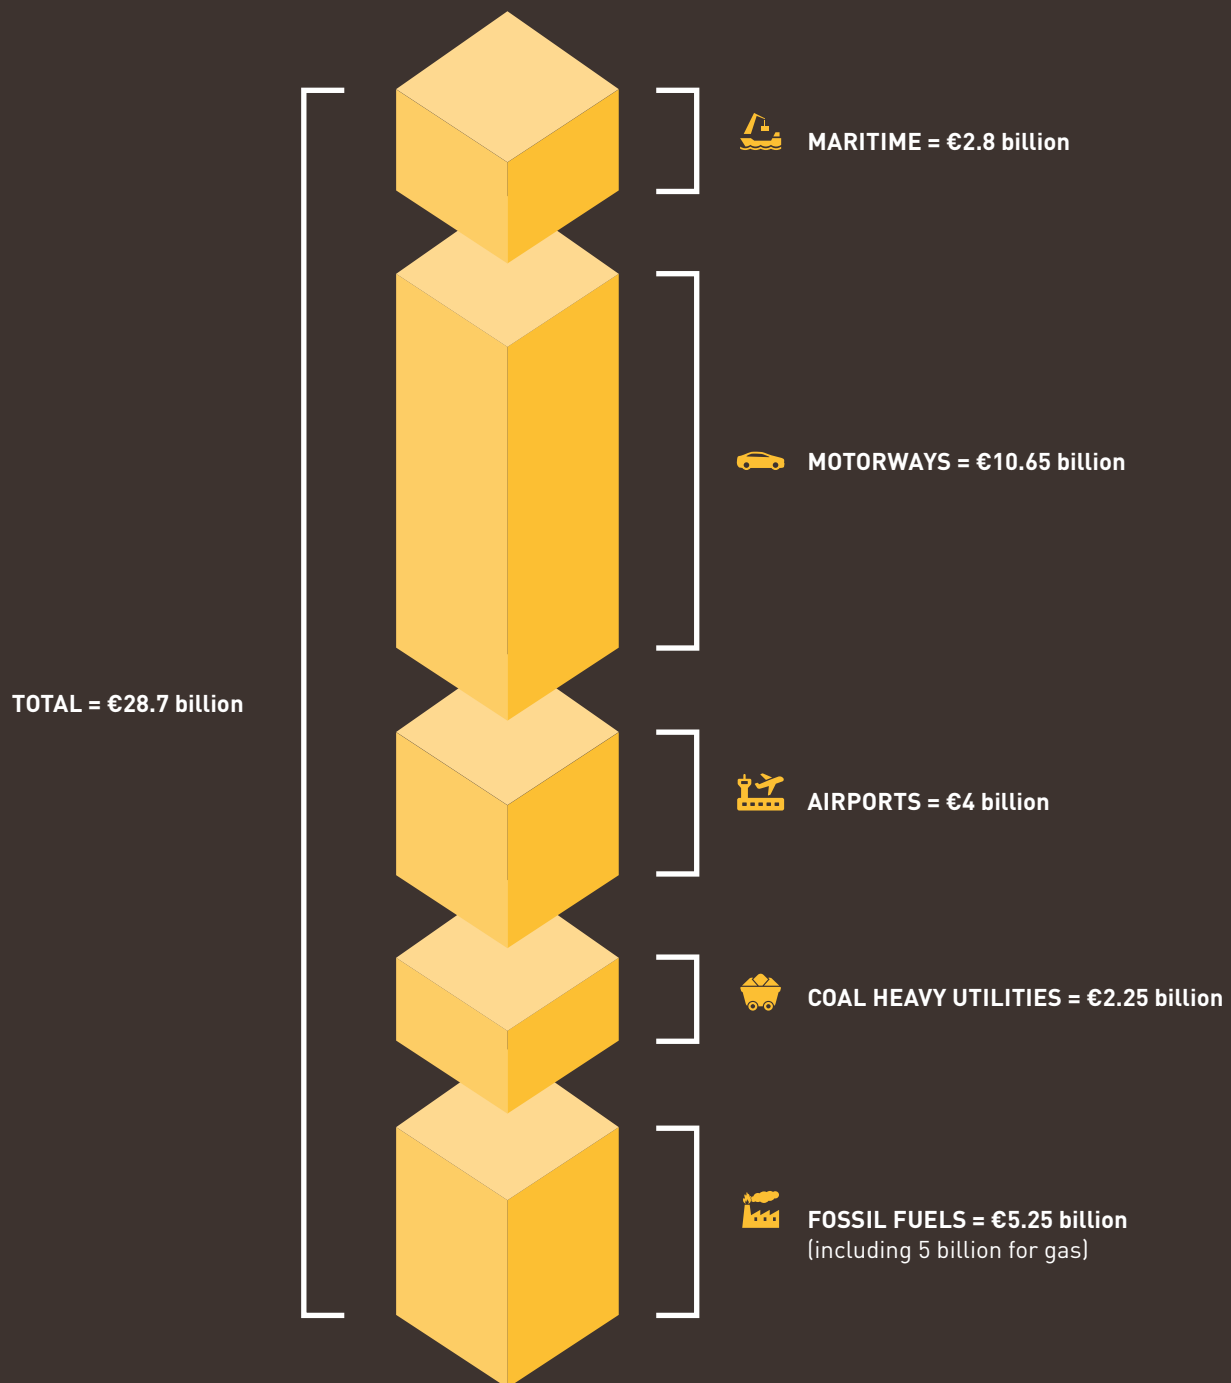 MARITIME = €2.8 billion
MOTORWAYS = €10.65 billion
TOTAL = €28.7 billion
AIRPORTS = €4 billion
COAL HEAVY UTILITIES = €2.25 billion
FOSSIL FUELS = €5.25 billion
(including 5 billion for gas)